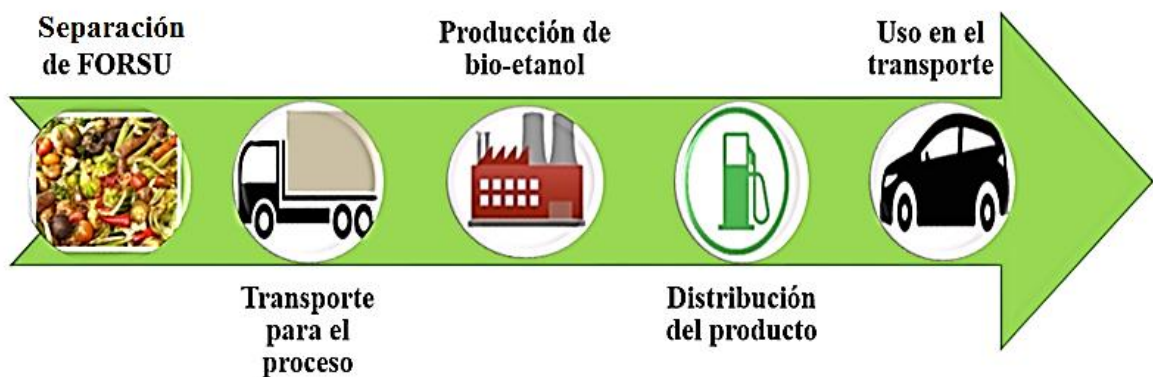 Separación
de FORSU
Transporte
para el
proceso
Producción de
bio-etanol
Distribución
del producto
Uso en el
transporte